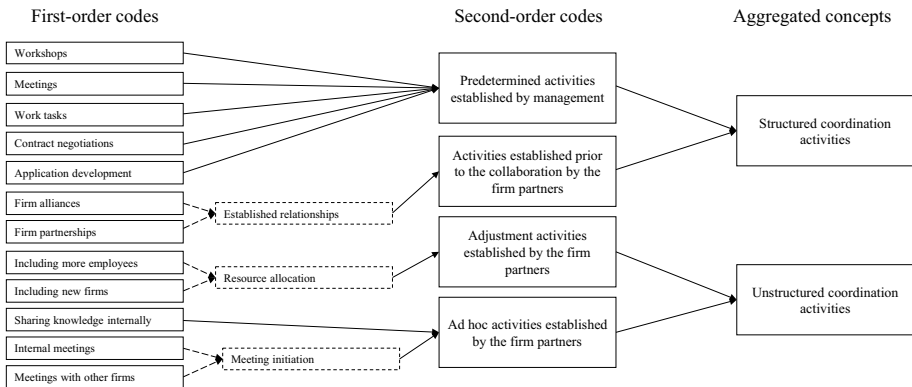 First-order codes
Second-order codes
Aggregated concepts
Workshops
Meetings
Work tasks
Contract negotiations
Application development
Firm alliances
Firm partnerships
Including more employees
Including new firms
Sharing knowledge internally
Internal meetings
Meetings with other firms
Established relationships
Resource allocation
Meeting initiation
Predetermined activities
established by management
Activities established prior
to the collaboration by the
firm partners
Adjustment activities
established by the firm
partners
Ad hoc activities established
by the firm partners
Structured coordination
activities
Unstructured coordination
activities